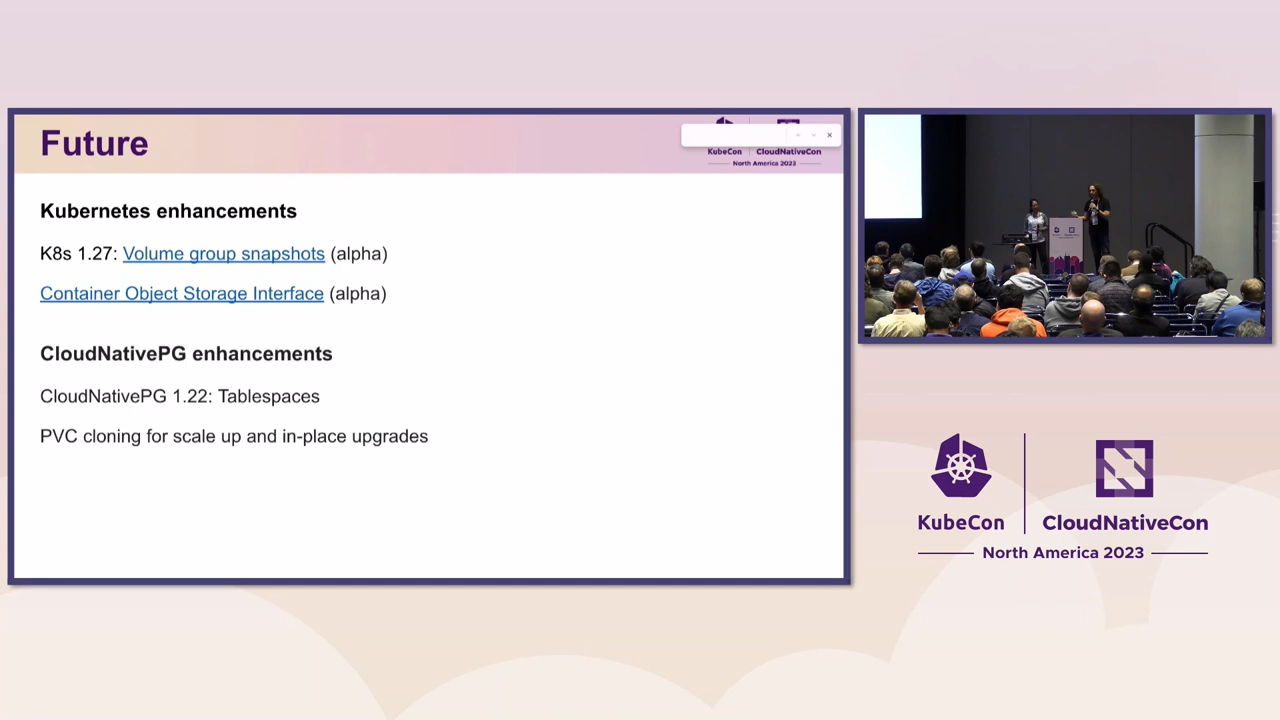 Future
KubeCon
CloudNativeCon
North America 2023
Kubernetes enhancements
K8s 1.27: Volume group snapshots (alpha)
Container Object Storage Interface (alpha)
CloudNativePG enhancements
CloudNativePG 1.22: Tablespaces
PVC cloning for scale up and in-place upgrades
KubeCon
CloudNativeCon
North America 2023